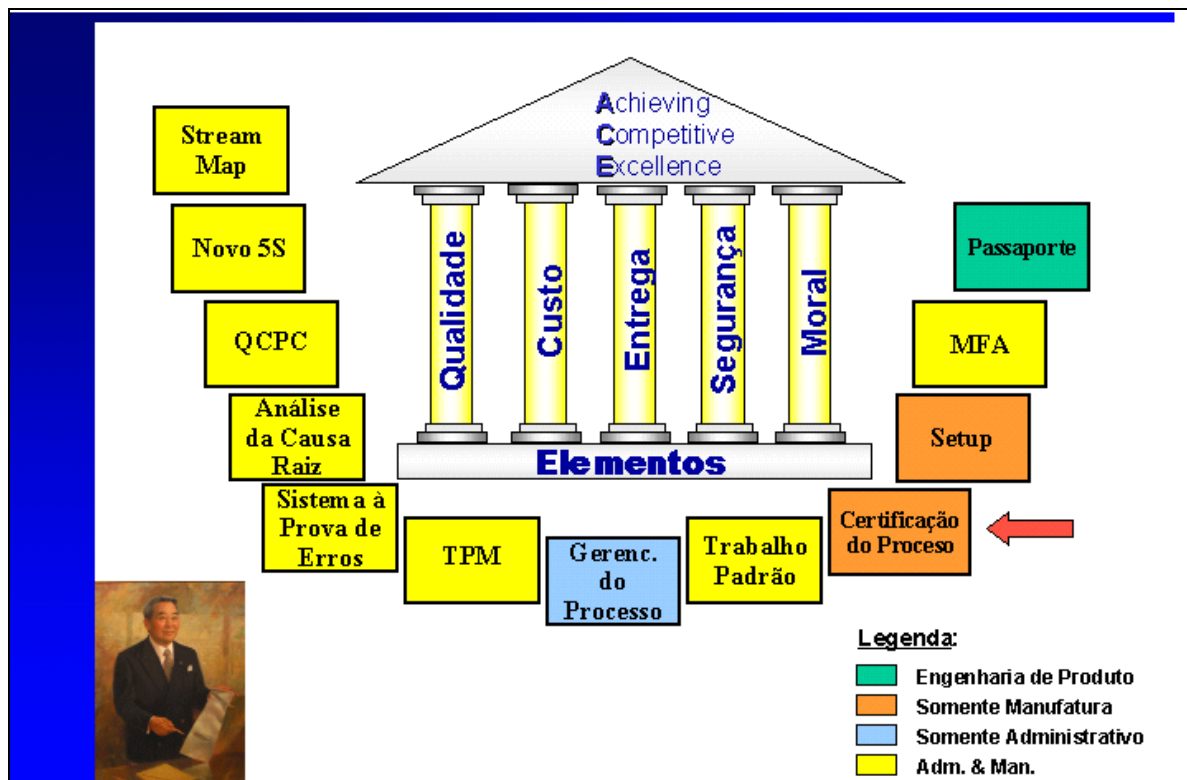 Achieving
Competitive
Excellence
Stream
Map
Novo 5S
QCPC
Análise
da Causa
Raiz
Sistema à
Prova de
Erros
TPM
Gerenc.
do
Processo
Trabalho
Padrão
Certificação
do Proceso
Setup
MFA
Passaporte
Qualidade
Custo
Entrega
Segurança
Moral
Elementos
Legenda:
Engenharia de Produto
Somente Manufatura
Somente Administrativo
Adm. & Man.